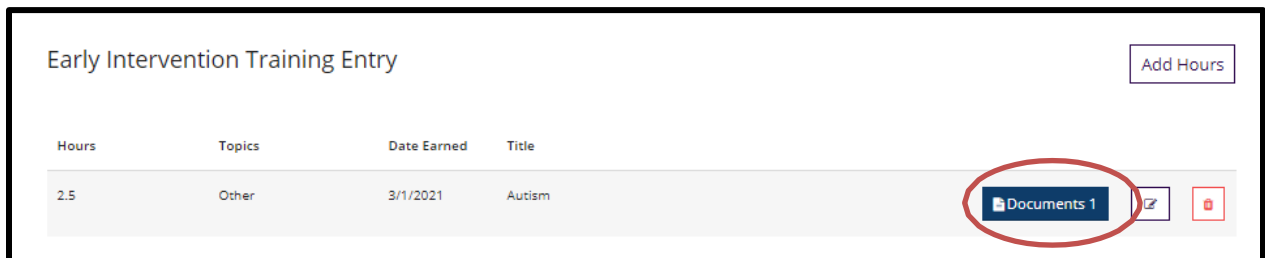 Early Intervention Training Entry
Add Hours
Hours Topics Date Earned Title
2.5 Other 3/1/2021 Autism Documents 1